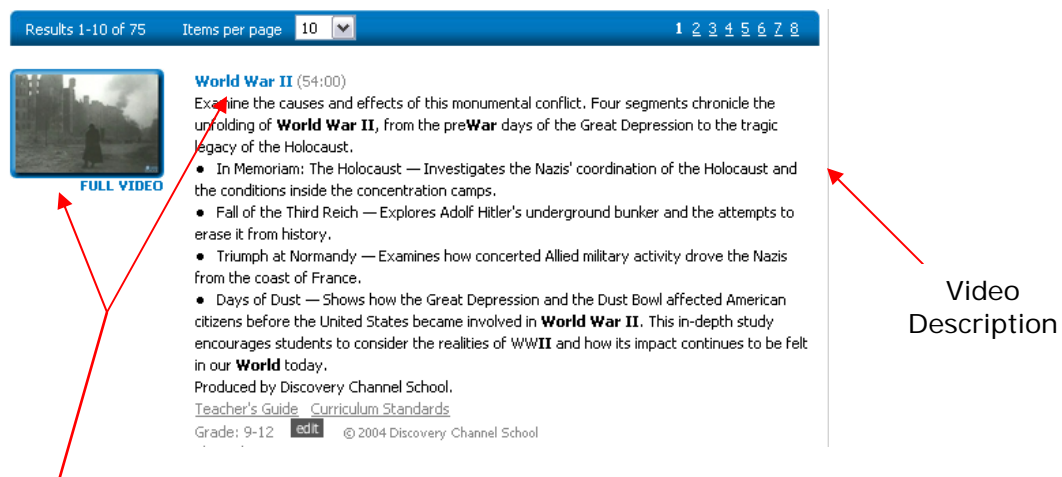 Results 1-10 of 75 Items per page 10 1 2 3 4 5 6 7 8
World War II (54:00)
Examine the causes and effects of this monumental conflict. Four segments chronicle the
unfolding of World War II, from the preWar days of the Great Depression to the tragic
legacy of the Holocaust.
● In Memoriam: The Holocaust — Investigates the Nazis' coordination of the Holocaust and
the conditions inside the concentration camps.
● Fall of the Third Reich — Explores Adolf Hitler's underground bunker and the attempts to
erase it from history.
● Triumph at Normandy — Examines how concerted Allied military activity drove the Nazis
from the coast of France.
● Days of Dust — Shows how the Great Depression and the Dust Bowl affected American
citizens before the United States became involved in World War II. This in-depth study
encourages students to consider the realities of WWII and how its impact continues to be felt
in our World today.
Produced by Discovery Channel School.
Teacher's Guide Curriculum Standards
Grade: 9-12 edit © 2004 Discovery Channel School
FULL VIDEO
Video
Description